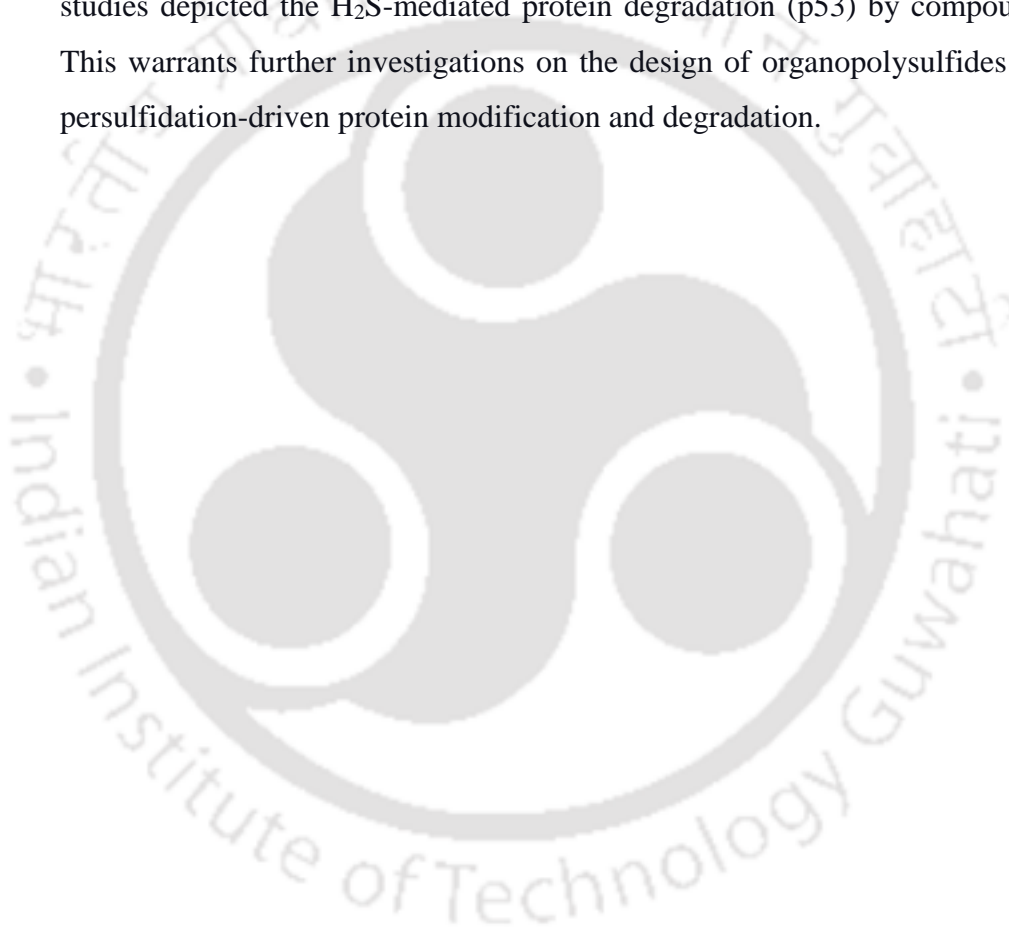 studies depicted the H₂S-mediated protein degradation (p53) by compou
This warrants further investigations on the design of organopolysulfides
persulfidation-driven protein modification and degradation.
भारतीय प्रौद्योगिकी संस्थान गुवाहाटी
• Indian Institute of Technology Guwahati •